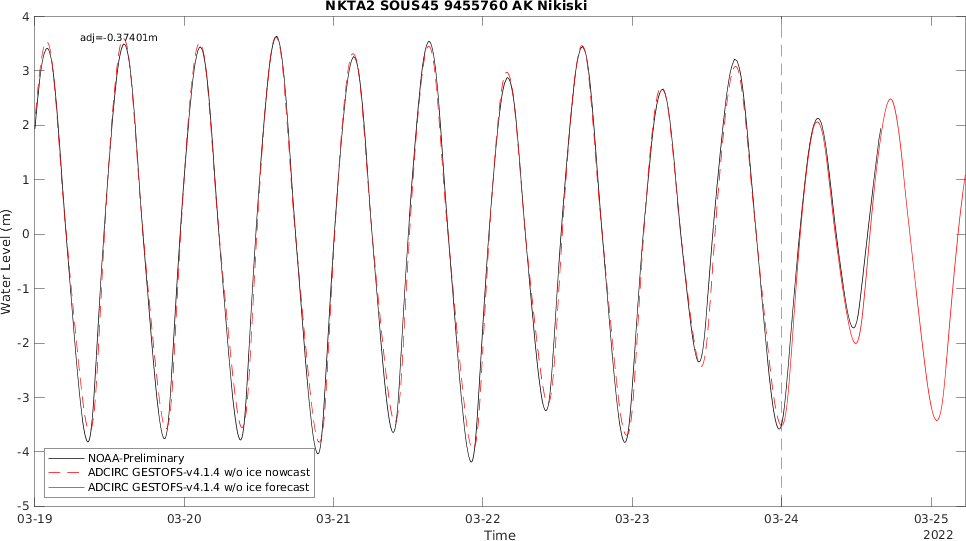 NKTA2 SOUS45 9455760 AK Nikiski
adj=-0.37401m
4
3
2
1
0
-1
-2
-3
-4
-5
Water Level (m)
NOAA-Preliminary
ADCIRC GESTOFS-v4.1.4 w/o ice nowcast
ADCIRC GESTOFS-v4.1.4 w/o ice forecast
03-19 03-20 03-21 03-22 03-23 03-24 03-25
Time
2022